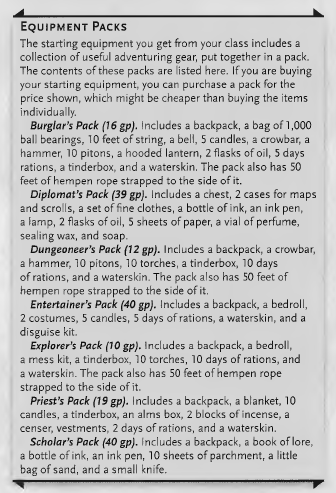 EQUIPMENT PACKS
The starting equipment you get from your class includes a
collection of useful adventuring gear, put together in a pack.
The contents of these packs are listed here. If you are buying
your starting equipment, you can purchase a pack for the
price shown, which might be cheaper than buying the items
individually.
Burglar's Pack (16 gp). Includes a backpack, a bag of 1,000
ball bearings, 10 feet of string, a bell, 5 candles, a crowbar, a
hammer, 10 pitons, a hooded lantern, 2 flasks of oil, 5 days
rations, a tinderbox, and a waterskin. The pack also has 50
feet of hempen rope strapped to the side of it.
Diplomat's Pack (39 gp). Includes a chest, 2 cases for maps
and scrolls, a set of fine clothes, a bottle of ink, an ink pen,
a lamp, 2 flasks of oil, 5 sheets of paper, a vial of perfume,
sealing wax, and soap.
Dungeoneer's Pack (12 gp). Includes a backpack, a crowbar,
a hammer, 10 pitons, 10 torches, a tinderbox, 10 days
of rations, and a waterskin. The pack also has 50 feet of
hempen rope strapped to the side of it.
Entertainer's Pack (40 gp). Includes a backpack, a bedroll,
2 costumes, 5 candles, 5 days of rations, a waterskin, and a
disguise kit.
Explorer's Pack (10 gp). Includes a backpack, a bedroll,
a mess kit, a tinderbox, 10 torches, 10 days of rations, and
a waterskin. The pack also has 50 feet of hempen rope
strapped to the side of it.
Priest's Pack (19 gp). Includes a backpack, a blanket, 10
candles, a tinderbox, an alms box, 2 blocks of incense, a
censer, vestments, 2 days of rations, and a waterskin.
Scholar's Pack (40 gp). Includes a backpack, a book of lore,
a bottle of ink, an ink pen, 10 sheets of parchment, a little
bag of sand, and a small knife.